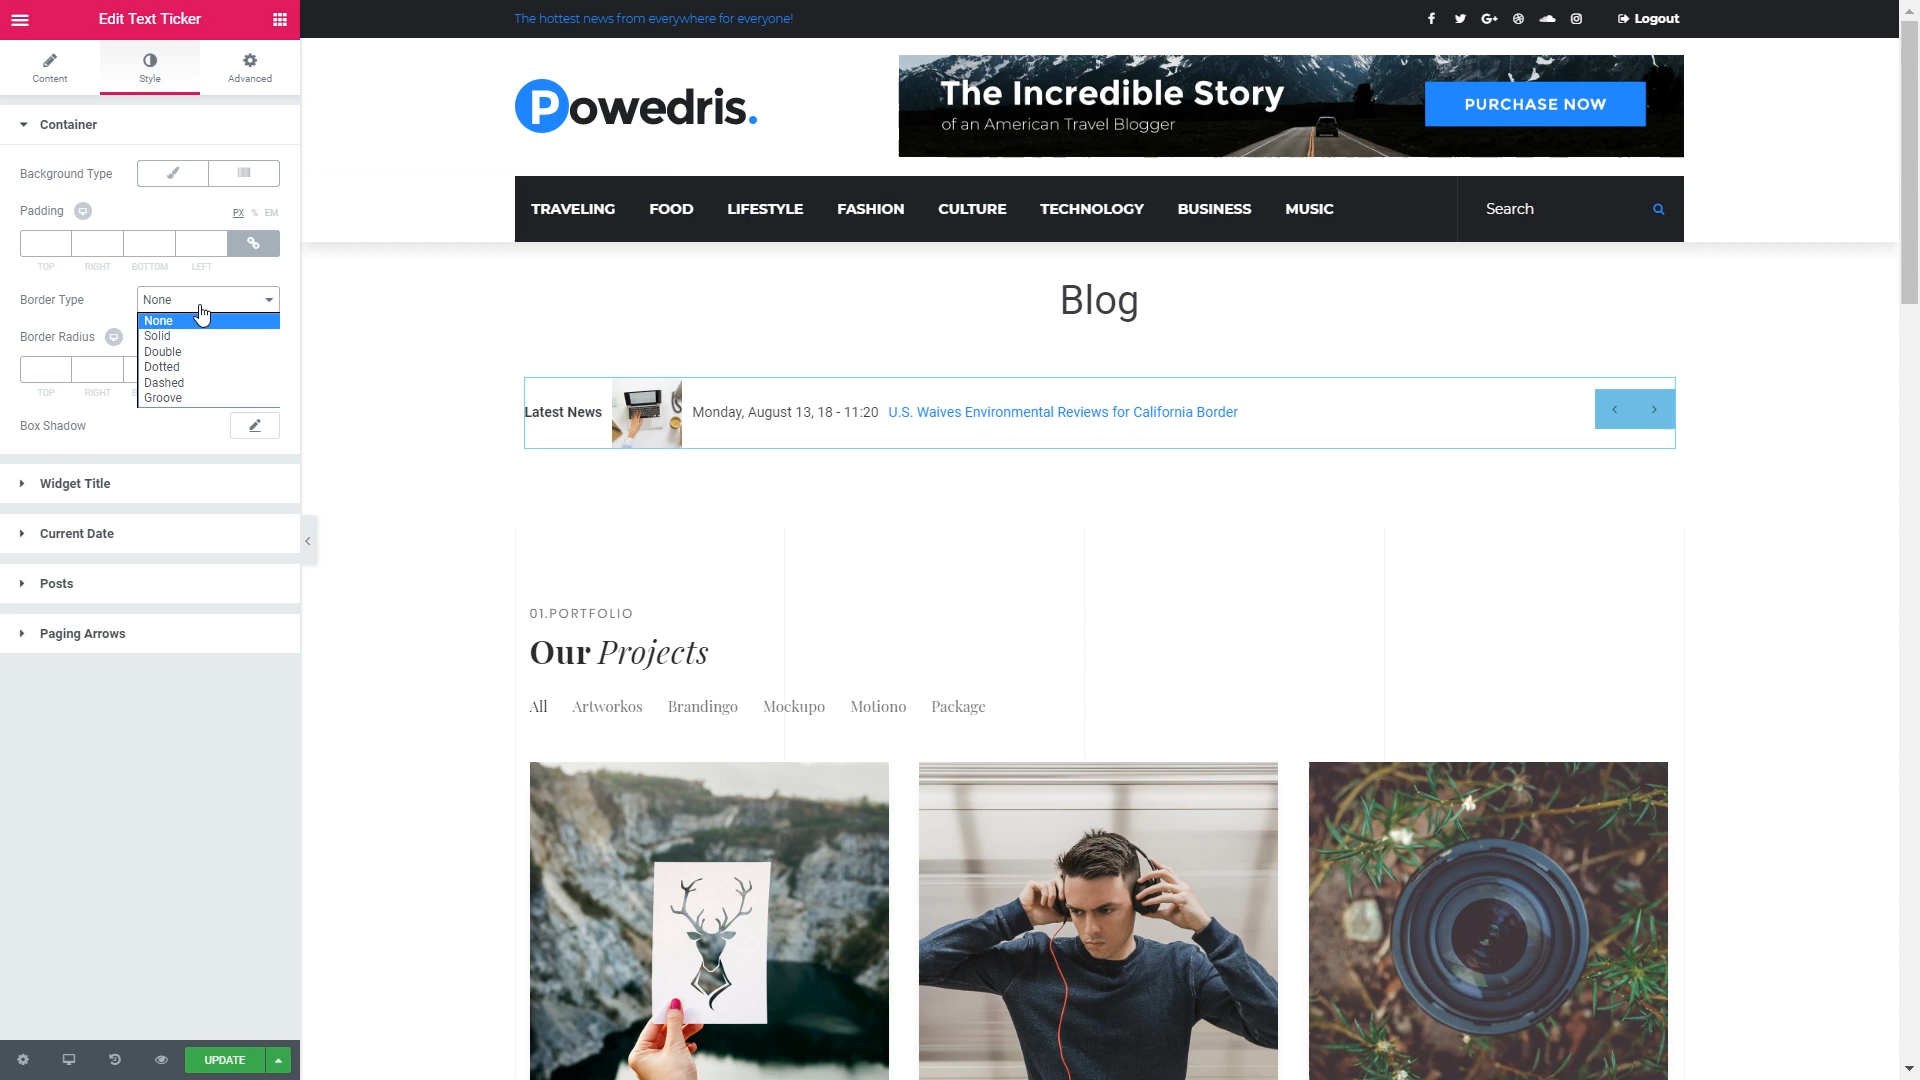 Edit Text Ticker
Content
Style
Advanced
Container
Background Type
Padding
PX % EM
TOP RIGHT BOTTOM LEFT
Border Type
None
None
Solid
Double
Dotted
Dashed
Groove
Border Radius
TOP RIGHT
Box Shadow
Widget Title
Current Date
Posts
Paging Arrows
UPDATE
The hottest news from everywhere for everyone!
Logout
Powedris.
The Incredible Story
of an American Travel Blogger
PURCHASE NOW
TRAVELING FOOD LIFESTYLE FASHION CULTURE TECHNOLOGY BUSINESS MUSIC
Search
Blog
Latest News Monday, August 13, 18 - 11:20 U.S. Waives Environmental Reviews for California Border
01.PORTFOLIO
Our Projects
All Artworkos Brandingo Mockupo Motiono Package